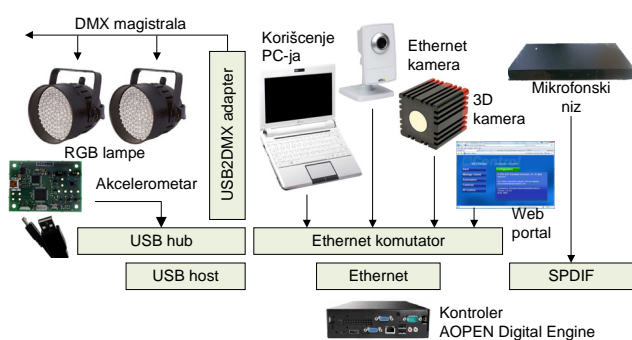 DMX magistrala
Korišcenje
PC-ja
Ethernet
kamera
3D
kamera
Mikrofonski
niz
USB2DMX adapter
RGB lampe
Akcelerometar
Web
portal
USB hub
Ethernet komutator
USB host
Ethernet
SPDIF
Kontroler
AOPEN Digital Engine